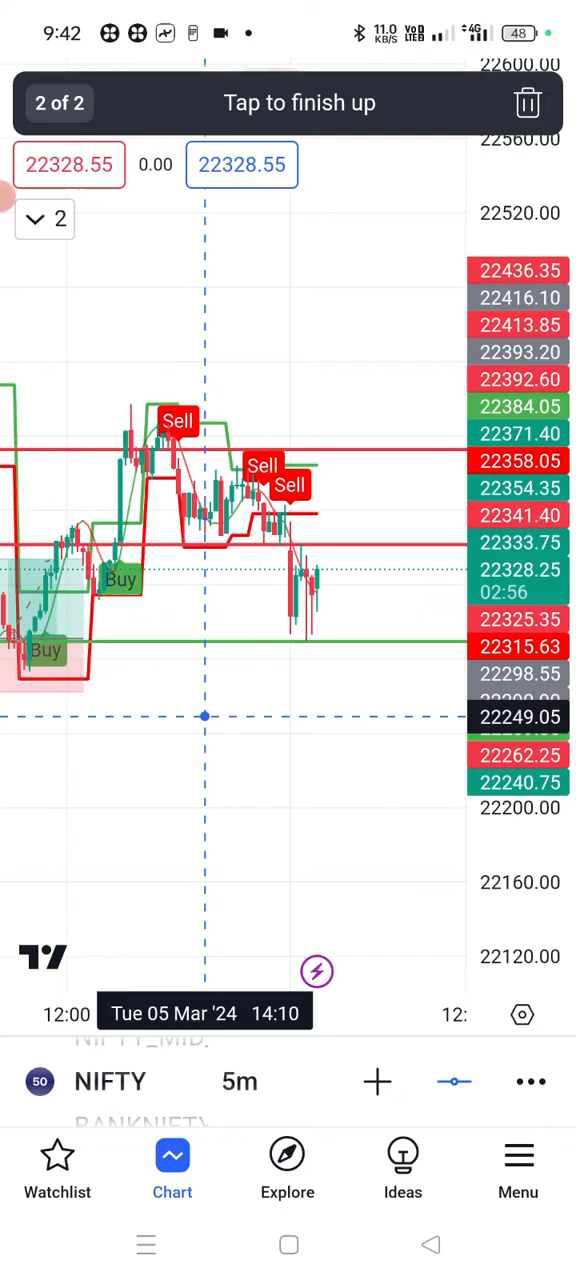 9:42
11.0 KB/S
VoD LTE2
4G
48
22600.00
2 of 2 Tap to finish up
22560.00
22328.55 0.00 22328.55
2
22520.00
22436.35
22416.10
22413.85
22393.20
22392.60
22384.05
Sell
22371.40
Sell
22358.05
Sell
22354.35
22341.40
22333.75
22328.25
02:56
Buy
22325.35
Buy
22315.63
22298.55
22249.05
22262.25
22240.75
22200.00
22160.00
22120.00
12:00 Tue 05 Mar '24 14:10 12:
50 NIFTY 5m
BANKNIFTY
Watchlist Chart Explore Ideas Menu